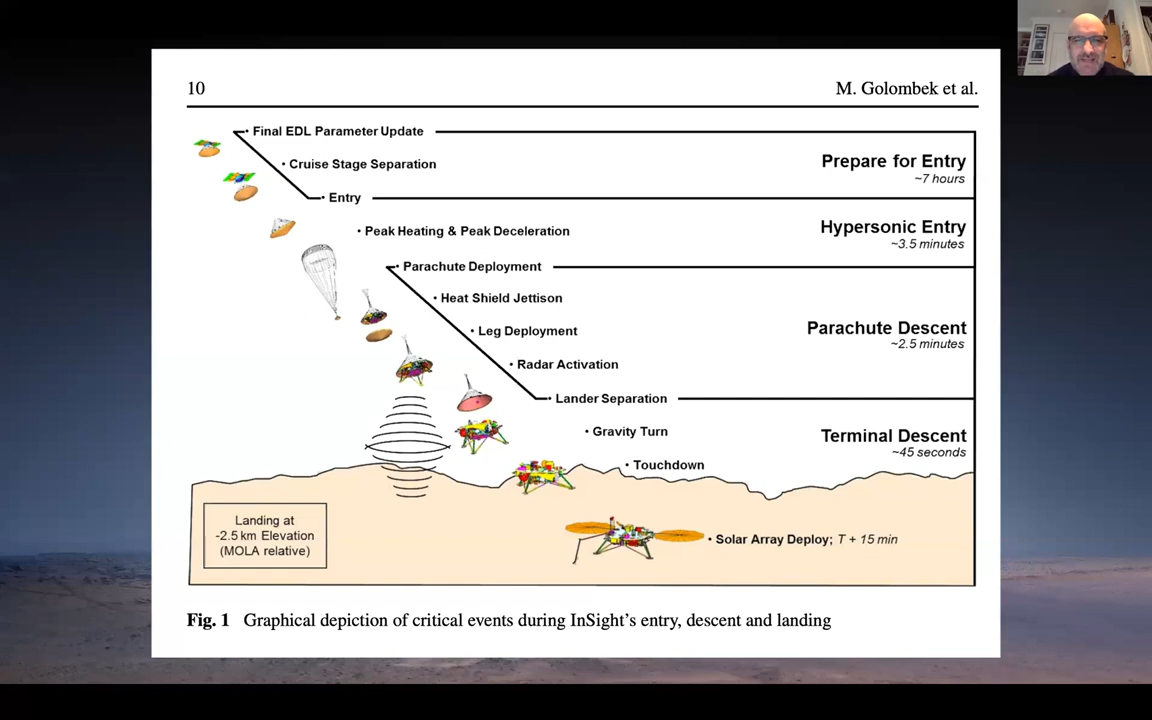 10 M. Golombek et al.
• Final EDL Parameter Update
• Cruise Stage Separation
Prepare for Entry
~7 hours
• Entry
Hypersonic Entry
~3.5 minutes
• Peak Heating & Peak Deceleration
• Parachute Deployment
• Heat Shield Jettison
• Leg Deployment
Parachute Descent
~2.5 minutes
• Radar Activation
• Lander Separation
• Gravity Turn
Terminal Descent
~45 seconds
• Touchdown
Landing at
-2.5 km Elevation
(MOLA relative)
• Solar Array Deploy; T + 15 min
Fig. 1 Graphical depiction of critical events during InSight's entry, descent and landing